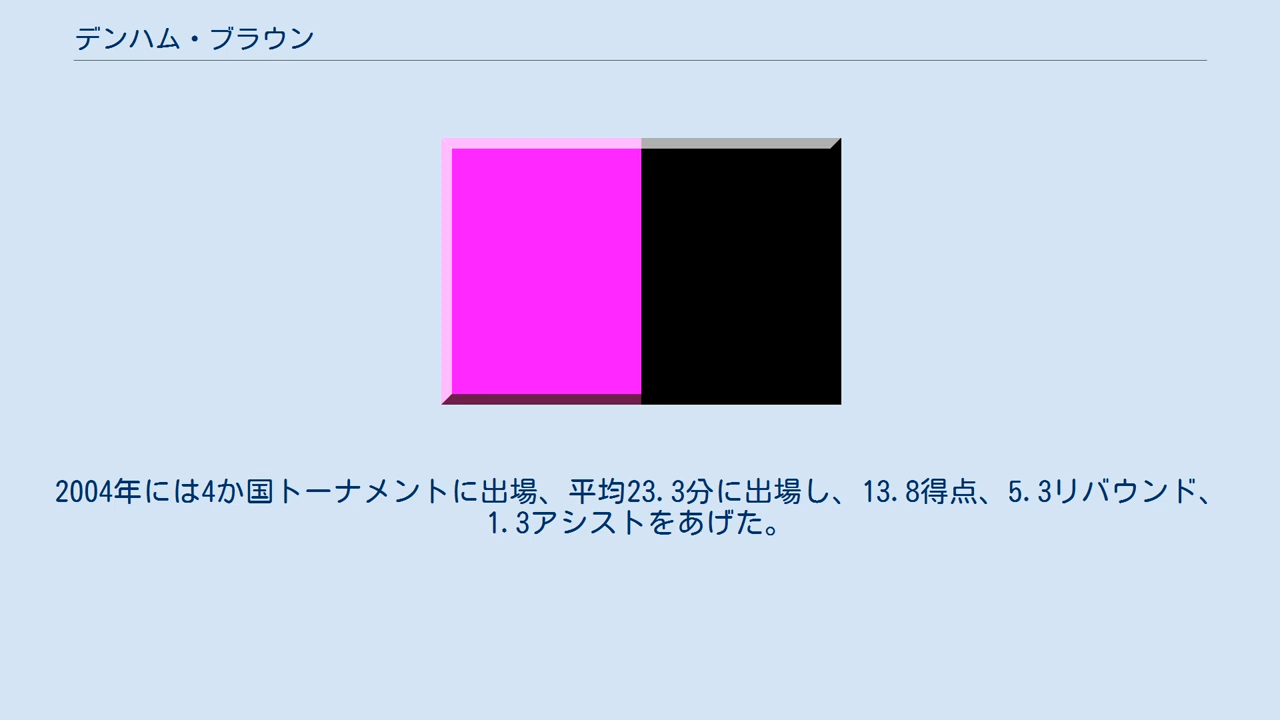 デンハム・ブラウン
2004年には4か国トーナメントに出場、平均23.3分に出場し、13.8得点、5.3リバウンド、
1.3アシストをあげた。